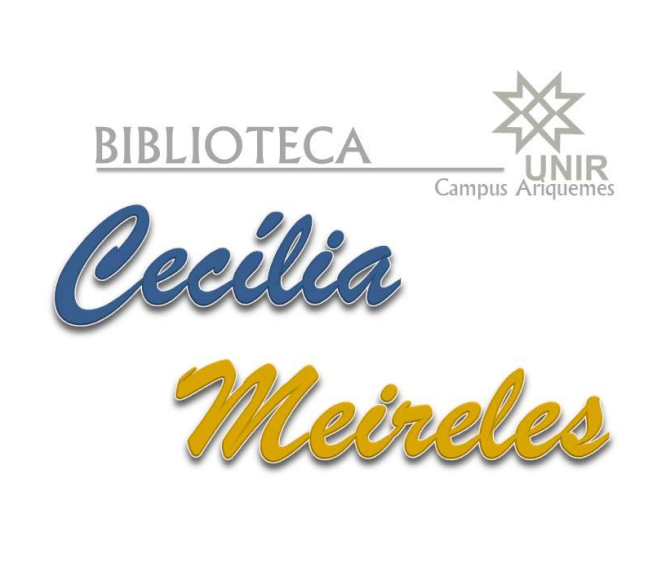 BIBLIOTECA
UNIR
Campus Ariquemes
Cecília
Meireles